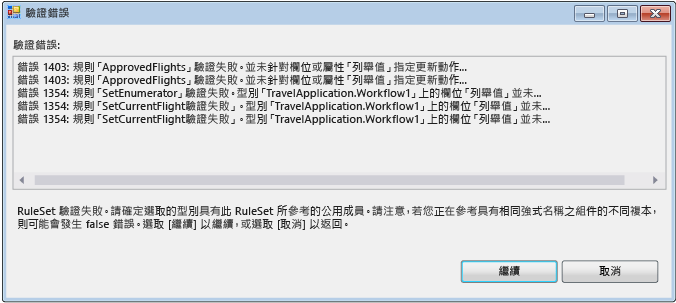 驗證錯誤
驗證錯誤:
錯誤 1403: 規則「ApprovedFlights」驗證失敗。並未針對欄位或屬性「列舉值」指定更新動作...
錯誤 1403: 規則「ApprovedFlights」驗證失敗。並未針對欄位或屬性「列舉值」指定更新動作...
錯誤 1354: 規則「SetEnumerator」驗證失敗。型別「TravelApplication.Workflow1」上的欄位「列舉值」並未...
錯誤 1354: 規則「SetCurrentFlight驗證失敗」。型別「TravelApplication.Workflow1」上的欄位「列舉值」並未...
錯誤 1354: 規則「SetCurrentFlight驗證失敗」。型別「TravelApplication.Workflow1」上的欄位「列舉值」並未...
RuleSet 驗證失敗。請確定選取的型別具有此 RuleSet 所參考的公用成員。請注意，若您正在參考具有相同強式名稱之組件的不同複本，
則可能會發生 false 錯誤。選取 [繼續] 以繼續，或選取 [取消] 以返回。
繼續 取消